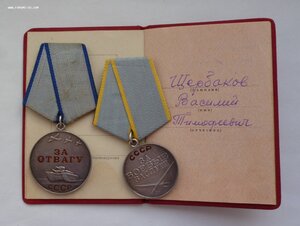 Щербаков
Василий
Тимофеевич
ЗА
ОТВАГУ
СССР
СССР
ЗА
БОЕВЫЕ
ЗАСЛУГИ